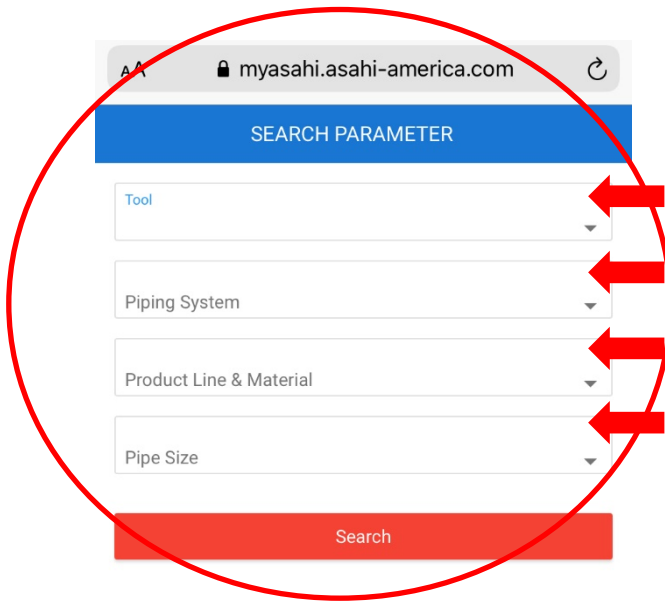 AA myasahi.asahi-america.com
SEARCH PARAMETER
Tool
Piping System
Product Line & Material
Pipe Size
Search